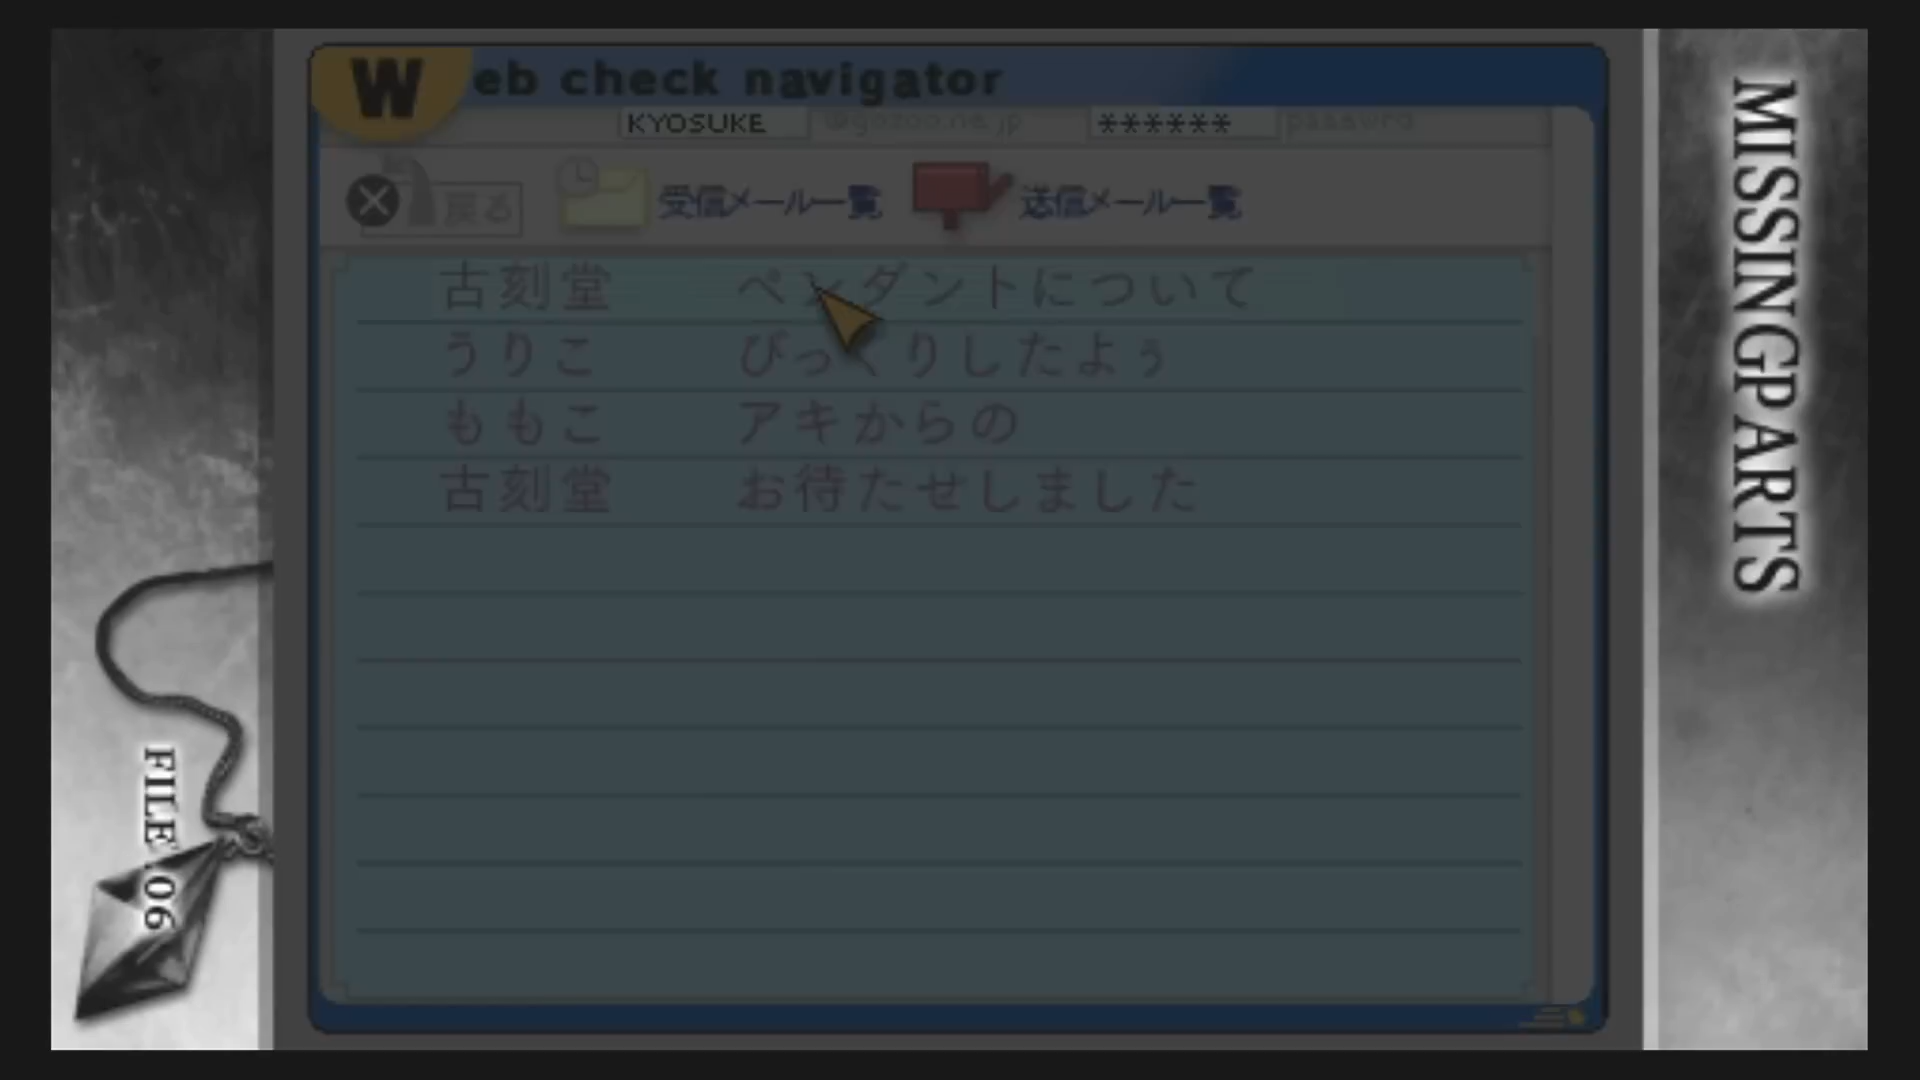 Web check navigator
KYOSUKE @gozoo.ne.jp ******
戻る 受信メール一覧 送信メール一覧
古刻堂 ペンダントについて
うりこ びっくりしたよぅ
ももこ アキからの
古刻堂 お待たせしました
MISSINGPARTS
FILE 06